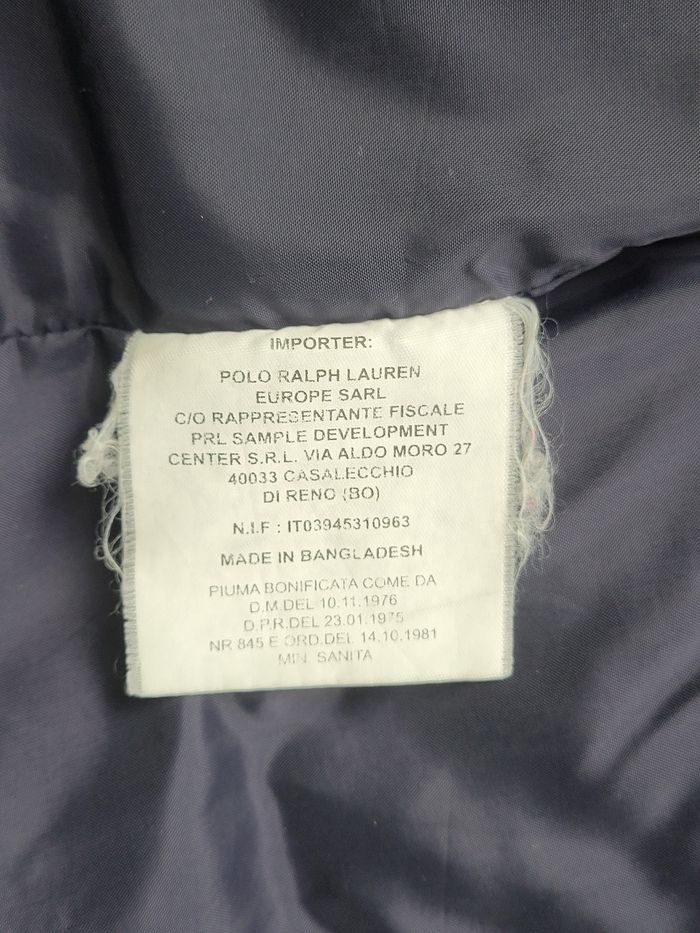 IMPORTER:
POLO RALPH LAUREN
EUROPE SARL
C/O RAPPRESENTANTE FISCALE
PRL SAMPLE DEVELOPMENT
CENTER S.R.L. VIA ALDO MORO 27
40033 CASALECCHIO
DI RENO (BO)
N.I.F : IT03945310963
MADE IN BANGLADESH
PIUMA BONIFICATA COME DA
D.M.DEL 10.11.1976
D.P.R.DEL 23.01.1975
NR 845 E ORD.DEL 14.10.1981
MIN. SANITA